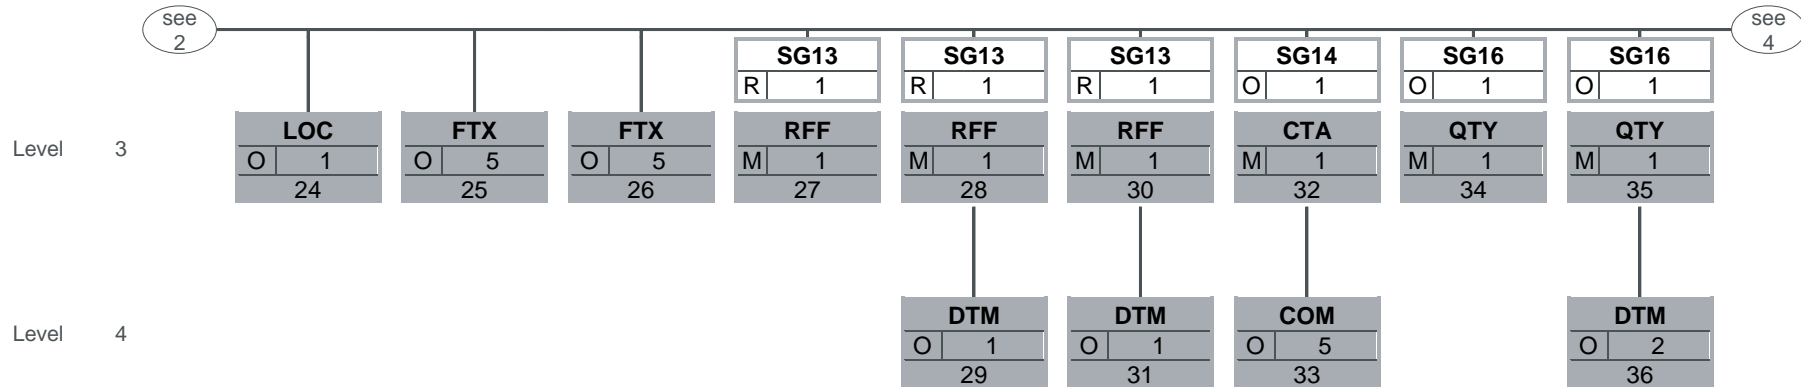 see
2
see
4
SG13
R 1
SG13
R 1
SG13
R 1
SG14
O 1
SG16
O 1
SG16
O 1
Level 3
LOC
O 1
24
FTX
O 5
25
FTX
O 5
26
RFF
M 1
27
RFF
M 1
28
RFF
M 1
30
CTA
M 1
32
QTY
M 1
34
QTY
M 1
35
Level 4
DTM
O 1
29
DTM
O 1
31
COM
O 5
33
DTM
O 2
36